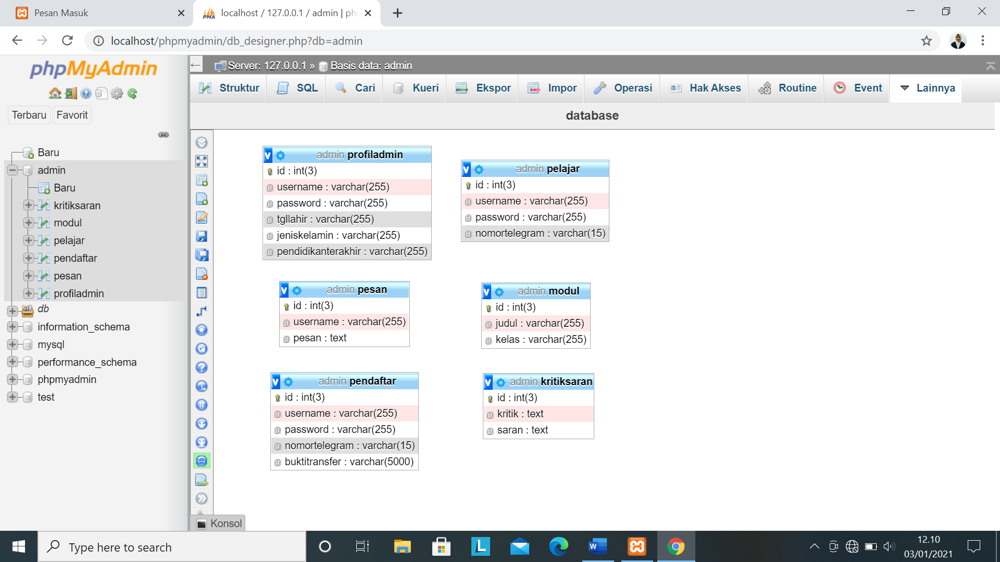 Pesan Masuk
localhost / 127.0.0.1 / admin | ph
localhost/phpmyadmin/db_designer.php?db=admin
phpMyAdmin
Terbaru Favorit
Baru
admin
Baru
kritiksaran
modul
pelajar
pendaftar
pesan
profiladmin
db
information_schema
mysql
performance_schema
phpmyadmin
test
Server: 127.0.0.1 » Basis data: admin
Struktur SQL Cari Kueri Ekspor Impor Operasi Hak Akses Routine Event Lainnya
database
v admin profiladmin
id : int(3)
username : varchar(255)
password : varchar(255)
tgllahir : varchar(255)
jeniskelamin : varchar(255)
pendidikanterakhir : varchar(255)
v admin pelajar
id : int(3)
username : varchar(255)
password : varchar(255)
nomortelegram : varchar(15)
v admin pesan
id : int(3)
username : varchar(255)
pesan : text
v admin modul
id : int(3)
judul : varchar(255)
kelas : varchar(255)
v admin pendaftar
id : int(3)
username : varchar(255)
password : varchar(255)
nomortelegram : varchar(15)
buktitransfer : varchar(5000)
v admin kritiksaran
id : int(3)
kritik : text
saran : text
Konsol
Type here to search
12.10
03/01/2021